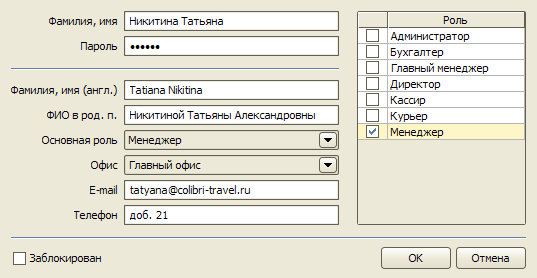 Фамилия, имя Никитина Татьяна
Пароль ••••••
Фамилия, имя (англ.) Tatiana Nikitina
ФИО в род. п. Никитиной Татьяны Александровны
Основная роль Менеджер
Офис Главный офис
E-mail tatyana@colibri-travel.ru
Телефон доб. 21
Роль
Администратор
Бухгалтер
Главный менеджер
Директор
Кассир
Курьер
Менеджер
Заблокирован
ОК
Отмена